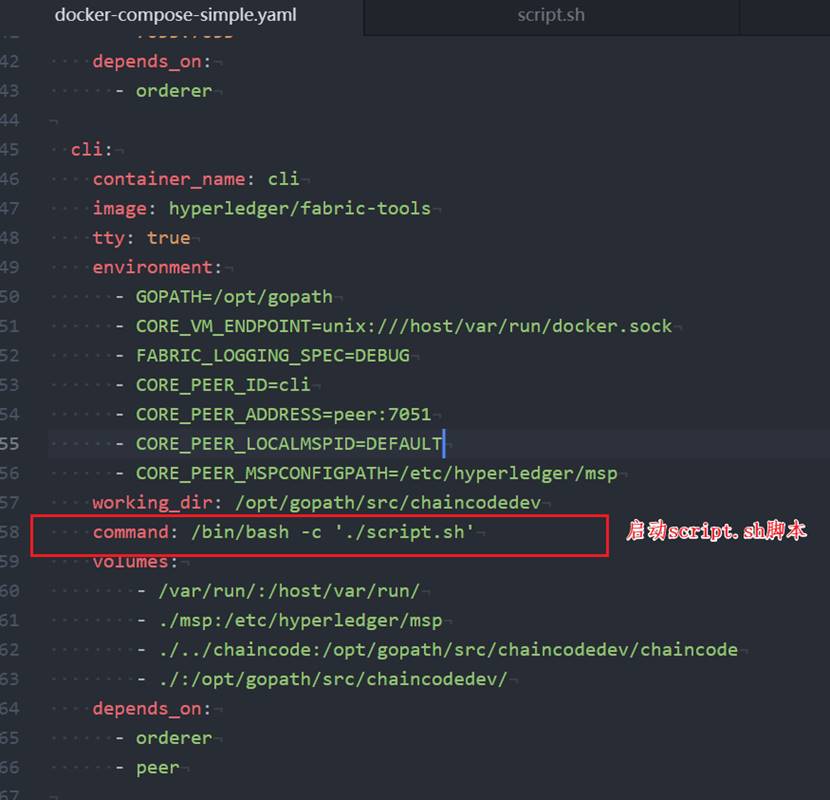 docker-compose-simple.yaml script.sh
42 depends_on:
43 - orderer
44
45 cli:
46 container_name: cli
47 image: hyperledger/fabric-tools
48 tty: true
49 environment:
50 - GOPATH=/opt/gopath
51 - CORE_VM_ENDPOINT=unix:///host/var/run/docker.sock
52 - FABRIC_LOGGING_SPEC=DEBUG
53 - CORE_PEER_ID=cli
54 - CORE_PEER_ADDRESS=peer:7051
55 - CORE_PEER_LOCALMSPID=DEFAULT
56 - CORE_PEER_MSPCONFIGPATH=/etc/hyperledger/msp
57 working_dir: /opt/gopath/src/chaincodedev
58 command: /bin/bash -c './script.sh' 启动script.sh脚本
59 volumes:
60 - /var/run/:/host/var/run/
61 - ./msp:/etc/hyperledger/msp
62 - ./../chaincode:/opt/gopath/src/chaincodedev/chaincode
63 - ./:/opt/gopath/src/chaincodedev/
64 depends_on:
65 - orderer
66 - peer
67